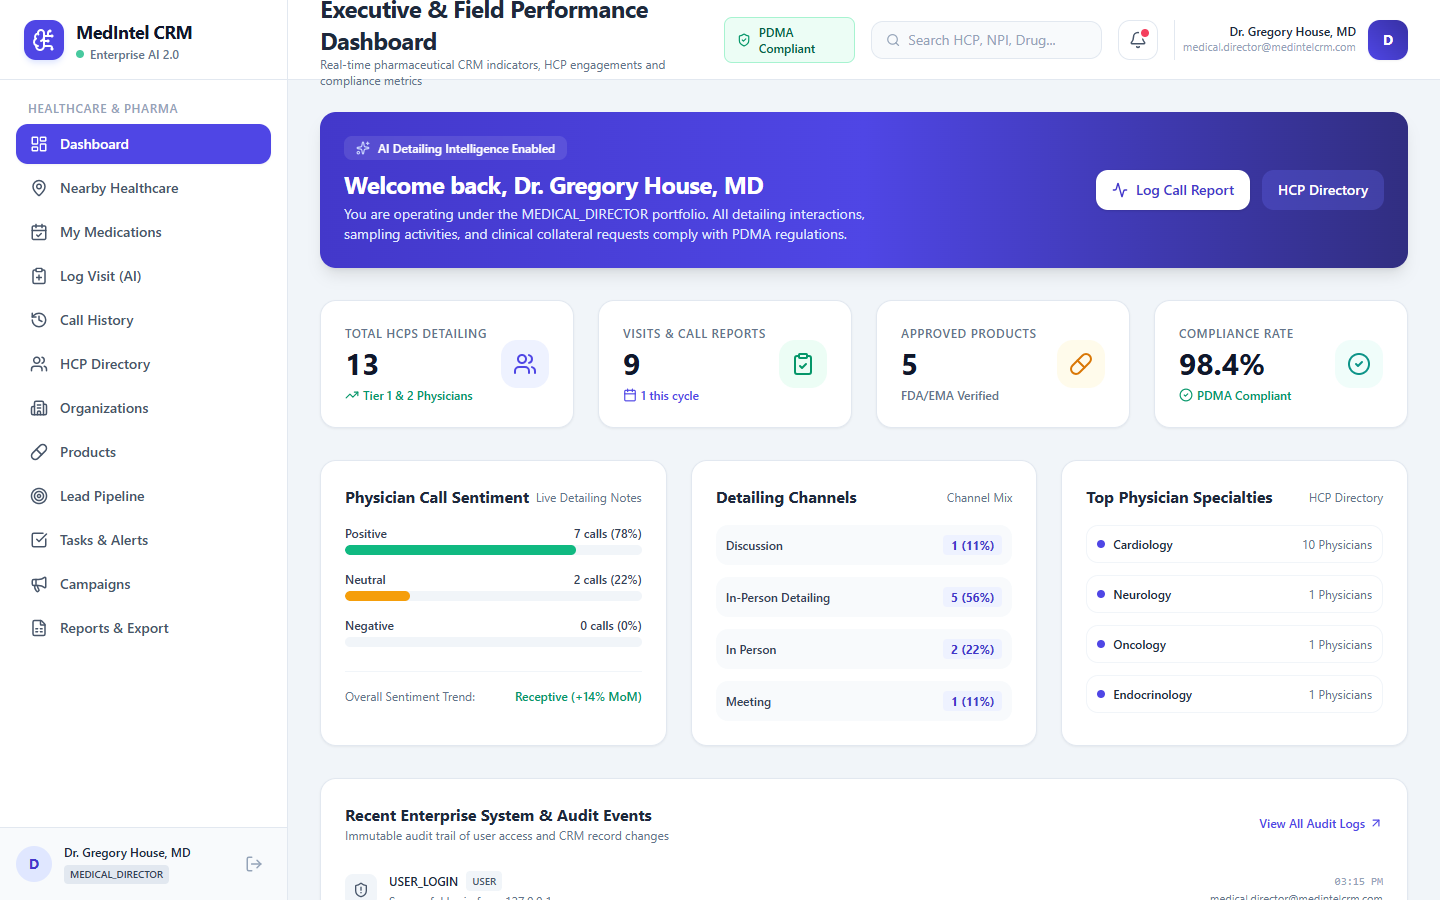 MedIntel CRM
Enterprise AI 2.0
HEALTHCARE & PHARMA
Dashboard
Nearby Healthcare
My Medications
Log Visit (AI)
Call History
HCP Directory
Organizations
Products
Lead Pipeline
Tasks & Alerts
Campaigns
Reports & Export
D
Dr. Gregory House, MD
MEDICAL_DIRECTOR
Executive & Field Performance
Dashboard
Real-time pharmaceutical CRM indicators, HCP engagements and
compliance metrics
PDMA
Compliant
Search HCP, NPI, Drug...
Dr. Gregory House, MD
medical.director@medintelcrm.com
D
AI Detailing Intelligence Enabled
Welcome back, Dr. Gregory House, MD
You are operating under the MEDICAL_DIRECTOR portfolio. All detailing interactions,
sampling activities, and clinical collateral requests comply with PDMA regulations.
Log Call Report
HCP Directory
TOTAL HCPS DETAILING
13
Tier 1 & 2 Physicians
VISITS & CALL REPORTS
9
1 this cycle
APPROVED PRODUCTS
5
FDA/EMA Verified
COMPLIANCE RATE
98.4%
PDMA Compliant
Physician Call Sentiment
Live Detailing Notes
Positive
7 calls (78%)
Neutral
2 calls (22%)
Negative
0 calls (0%)
Overall Sentiment Trend:
Receptive (+14% MoM)
Detailing Channels
Channel Mix
Discussion
1 (11%)
In-Person Detailing
5 (56%)
In Person
2 (22%)
Meeting
1 (11%)
Top Physician Specialties
HCP Directory
Cardiology
10 Physicians
Neurology
1 Physicians
Oncology
1 Physicians
Endocrinology
1 Physicians
Recent Enterprise System & Audit Events
Immutable audit trail of user access and CRM record changes
View All Audit Logs
USER_LOGIN
USER
03:15 PM
medical.director@medintelcrm.com